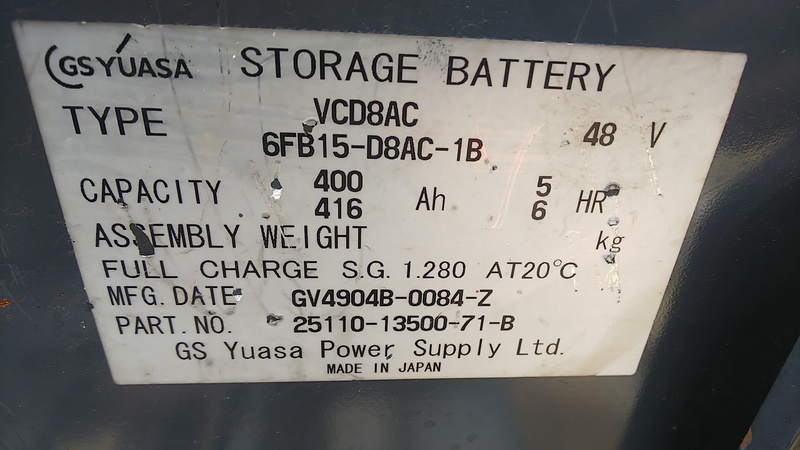 GS YUASA STORAGE BATTERY
TYPE VCD8AC 48 V
6FB15-D8AC-1B
CAPACITY 400 Ah 5 HR
416 6
ASSEMBLY WEIGHT kg
FULL CHARGE S.G. 1.280 AT20°C
MFG. DATE GV4904B-0084-Z
PART. NO. 25110-13500-71-B
GS Yuasa Power Supply Ltd.
MADE IN JAPAN